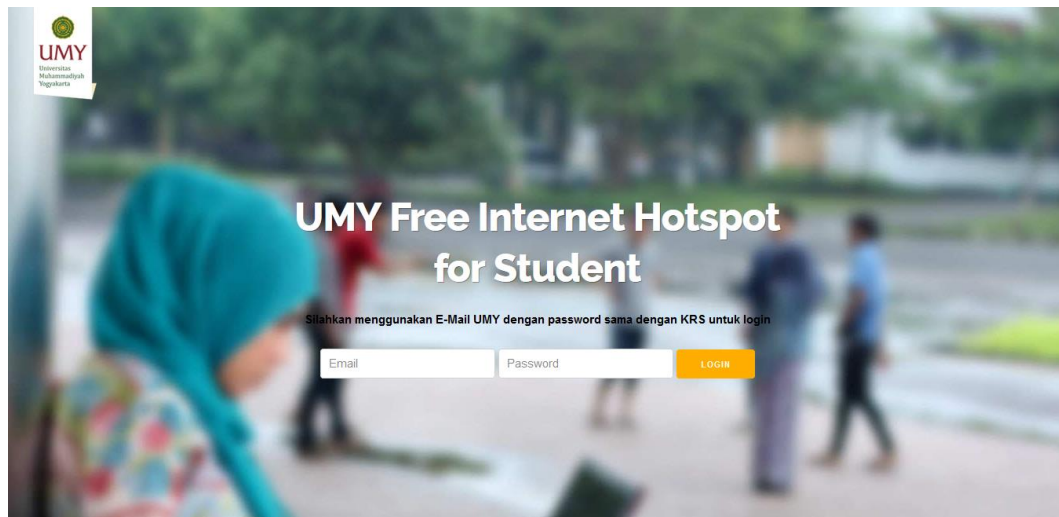 UMY
Universitas
Muhammadiyah
Yogyakarta
UMY Free Internet Hotspot
for Student
Silahkan menggunakan E-Mail UMY dengan password sama dengan KRS untuk login
Email
Password
LOGIN